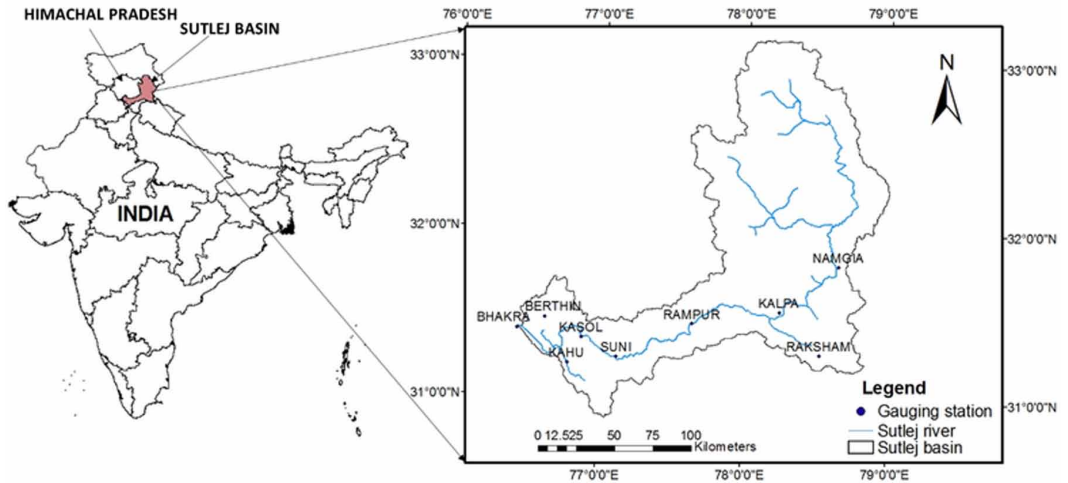 HIMACHAL PRADESH
SUTLEJ BASIN
INDIA
76°0'0"E 77°0'0"E 78°0'0"E 79°0'0"E
33°0'0"N
33°0'0"N
32°0'0"N
32°0'0"N
31°0'0"N
31°0'0"N
N
NAMGIA
BERTHIN
KALPA
BHAKRA
KASOL
RAMPUR
KAHU
SUNI
RAKSHAM
Legend
Gauging station
Sutlej river
Sutlej basin
0 12.525 50 75 100
Kilometers
77°0'0"E 78°0'0"E 79°0'0"E